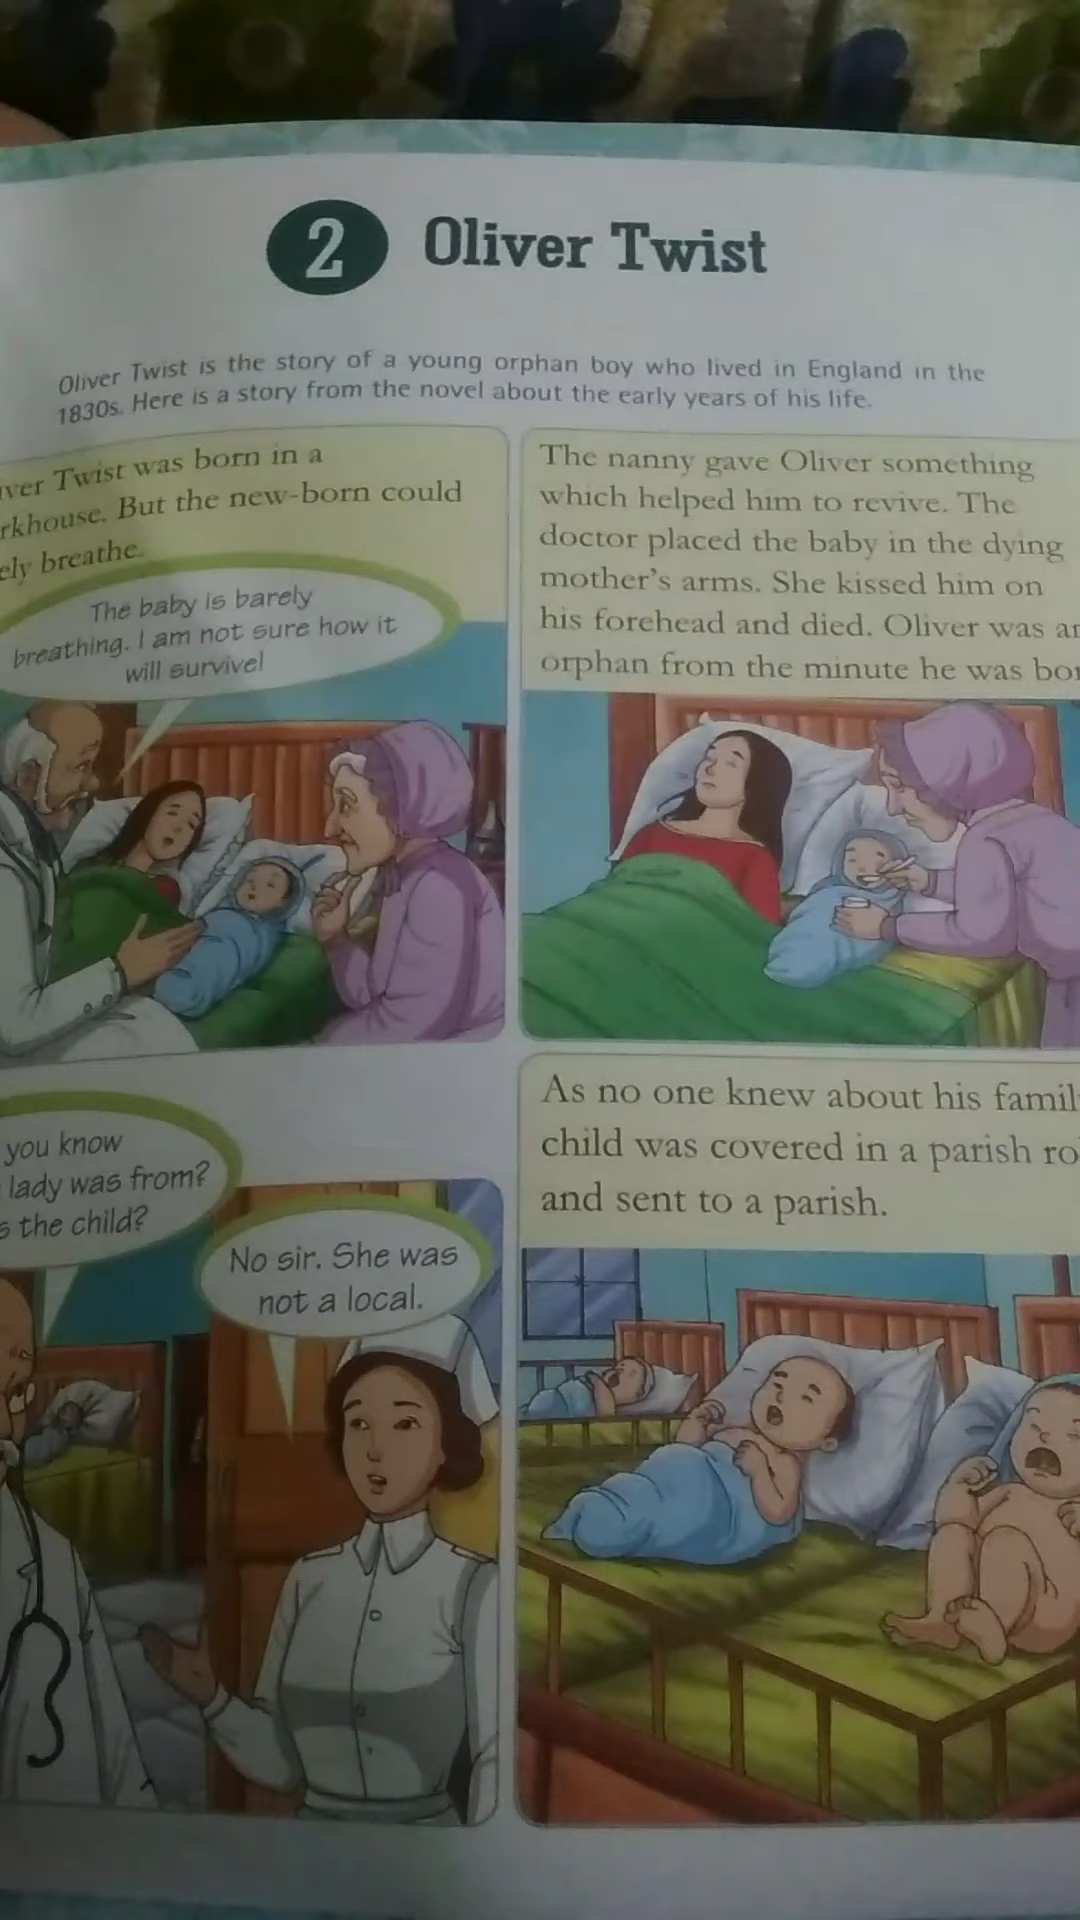 2 Oliver Twist
Oliver Twist is the story of a young orphan boy who lived in England in the
1830s. Here is a story from the novel about the early years of his life.
Twist was born in a
But the new-born could
breathe.
The baby is barely
breathing. I am not sure how it
will survive!
The nanny gave Oliver something
which helped him to revive. The
doctor placed the baby in the dying
mother's arms. She kissed him on
his forehead and died. Oliver was
orphan from the minute he was
you know
lady was from?
the child?
No sir. She was
not a local.
As no one knew about his
child was covered in a parish
and sent to a parish.